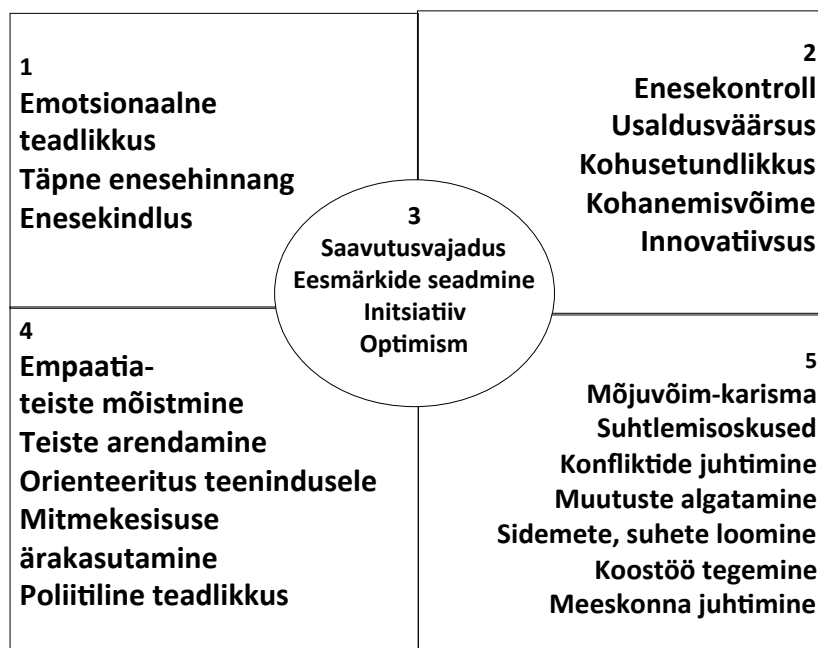 1
Emotsionaalne
teadlikkus
Täpne enesehinnang
Enesekindlus
2
Enesekontroll
Usaldusväärsus
Kohusetundlikkus
Kohanemisvõime
Innovatiivsus
3
Saavutusvajadus
Eesmärkide seadmine
Initsiatiiv
Optimism
4
Empaatia-
teiste mõistmine
Teiste arendamine
Orienteeritus teenindusele
Mitmekesisuse
ärakasutamine
Poliitiline teadlikkus
5
Mõjuvõim-karisma
Suhtlemisoskused
Konfliktide juhtimine
Muutuste algatamine
Sidemete, suhete loomine
Koostöö tegemine
Meeskonna juhtimine